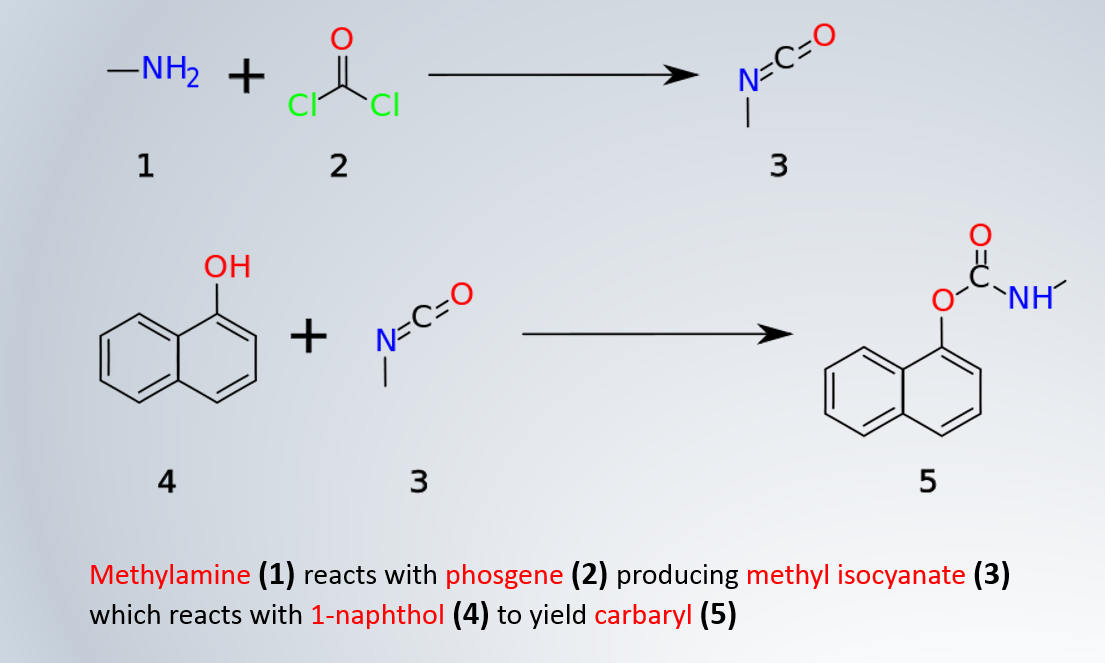 O
—NH₂ + Cl Cl N=C=O
1 2 3
OH
O
C
O NH
+ N=C=O
4 3 5
Methylamine (1) reacts with phosgene (2) producing methyl isocyanate (3)
which reacts with 1-naphthol (4) to yield carbaryl (5)